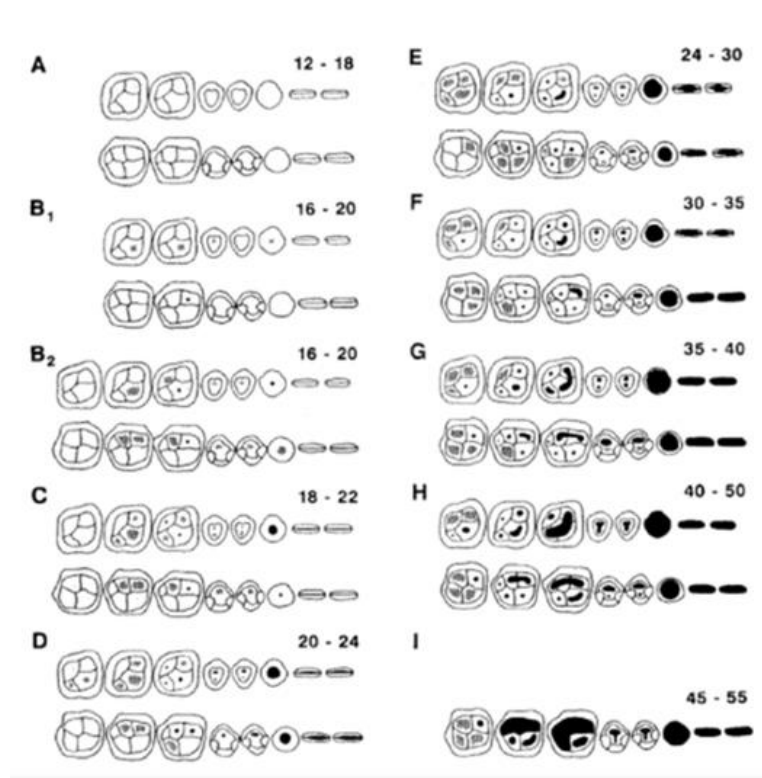 A 12 - 18
B1 16 - 20
B2 16 - 20
C 18 - 22
D 20 - 24
E 24 - 30
F 30 - 35
G 35 - 40
H 40 - 50
I
45 - 55